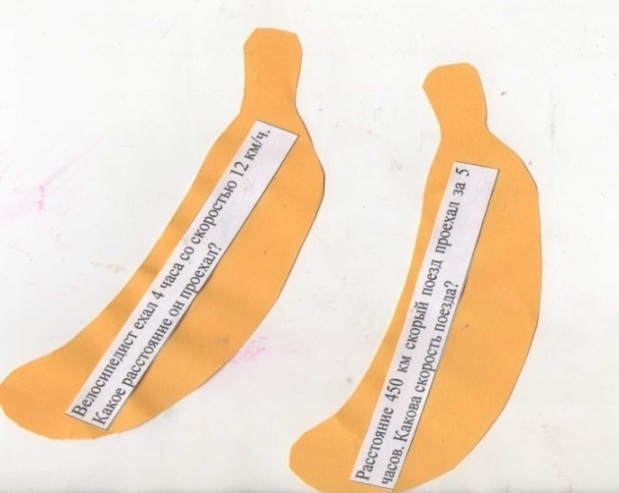 Велосипедист ехал 4 часа со скоростью 12 км/ч.
Какое расстояние он проехал?
Расстояние 450 км скорый поезд проехал за 5
часов. Какова скорость поезда?